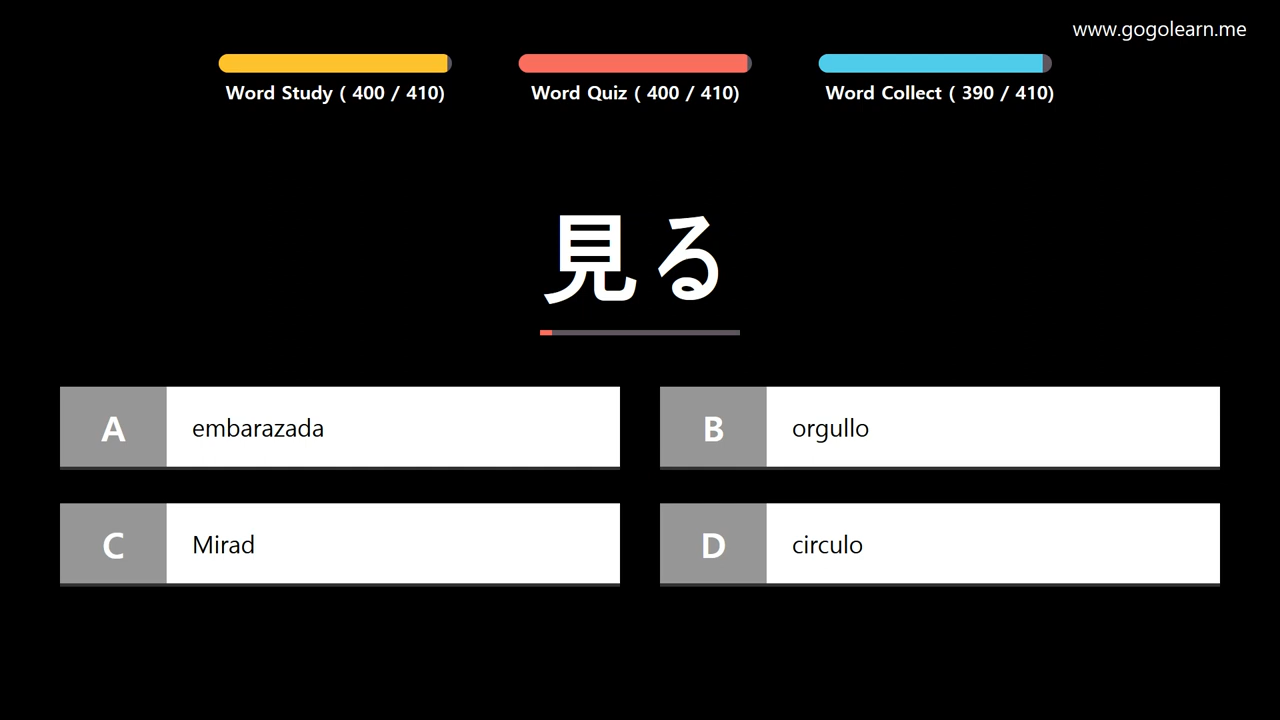 www.gogolearn.me
Word Study ( 400 / 410)
Word Quiz ( 400 / 410)
Word Collect ( 390 / 410)
見る
A embarazada
B orgullo
C Mirad
D circulo